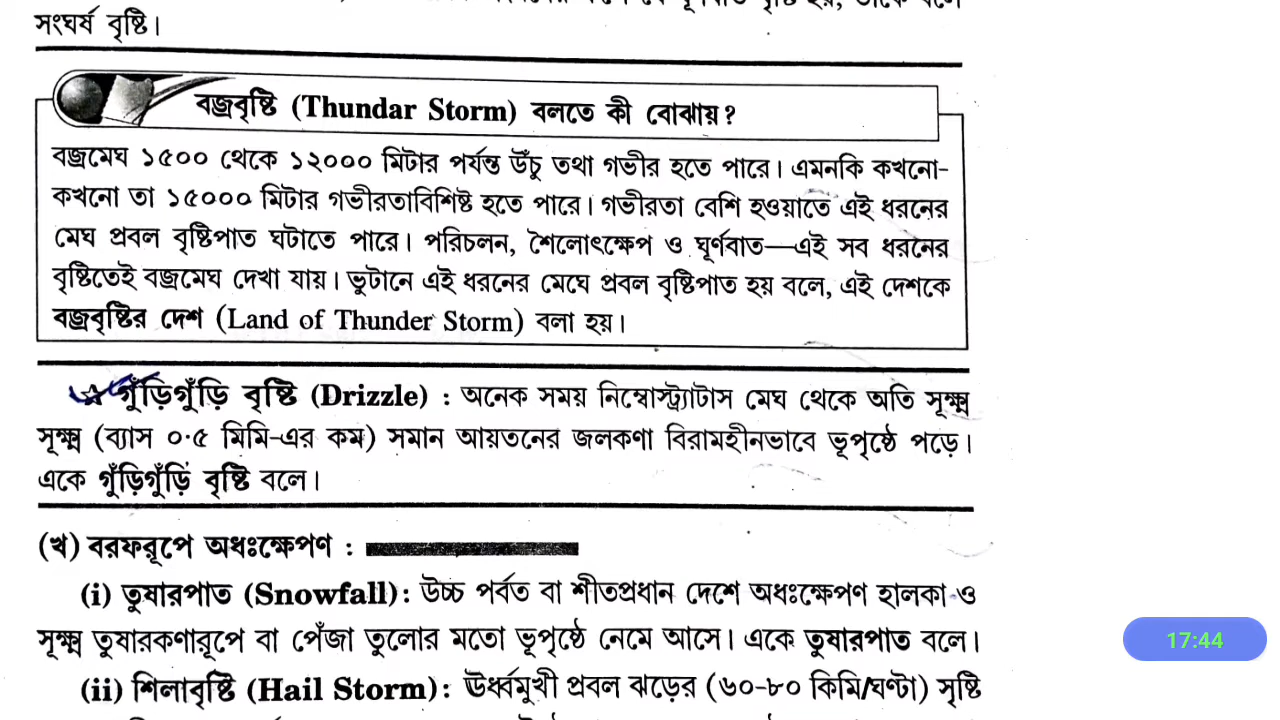 সংঘর্ষ বৃষ্টি।
বজ্রবৃষ্টি (Thundar Storm) বলতে কী বোঝায়?
বজ্রমেঘ ১৫০০ থেকে ১২০০০ মিটার পর্যন্ত উঁচু তথা গভীর হতে পারে। এমনকি কখনো-
কখনো তা ১৫০০০ মিটার গভীরতাবিশিষ্ট হতে পারে। গভীরতা বেশি হওয়াতে এই ধরনের
মেঘ প্রবল বৃষ্টিপাত ঘটাতে পারে। পরিচলন, শৈলোৎক্ষেপ ও ঘূর্ণবাত—এই সব ধরনের
বৃষ্টিতেই বজ্রমেঘ দেখা যায়। ভুটানে এই ধরনের মেঘে প্রবল বৃষ্টিপাত হয় বলে, এই দেশকে
বজ্রবৃষ্টির দেশ (Land of Thunder Storm) বলা হয়।
☆ গুঁড়িগুঁড়ি বৃষ্টি (Drizzle) : অনেক সময় নিম্বোস্ট্র্যাটাস মেঘ থেকে অতি সূক্ষ্ম
সূক্ষ্ম (ব্যাস ০·৫ মিমি-এর কম) সমান আয়তনের জলকণা বিরামহীনভাবে ভূপৃষ্ঠে পড়ে।
একে গুঁড়িগুঁড়ি বৃষ্টি বলে।
(খ) বরফরূপে অধঃক্ষেপণ :
(i) তুষারপাত (Snowfall): উচ্চ পর্বত বা শীতপ্রধান দেশে অধঃক্ষেপণ হালকা ও
সূক্ষ্ম তুষারকণারূপে বা পেঁজা তুলোর মতো ভূপৃষ্ঠে নেমে আসে। একে তুষারপাত বলে।
17:44
(ii) শিলাবৃষ্টি (Hail Storm): ঊর্ধ্বমুখী প্রবল ঝড়ের (৬০-৮০ কিমি/ঘণ্টা) সৃষ্টি